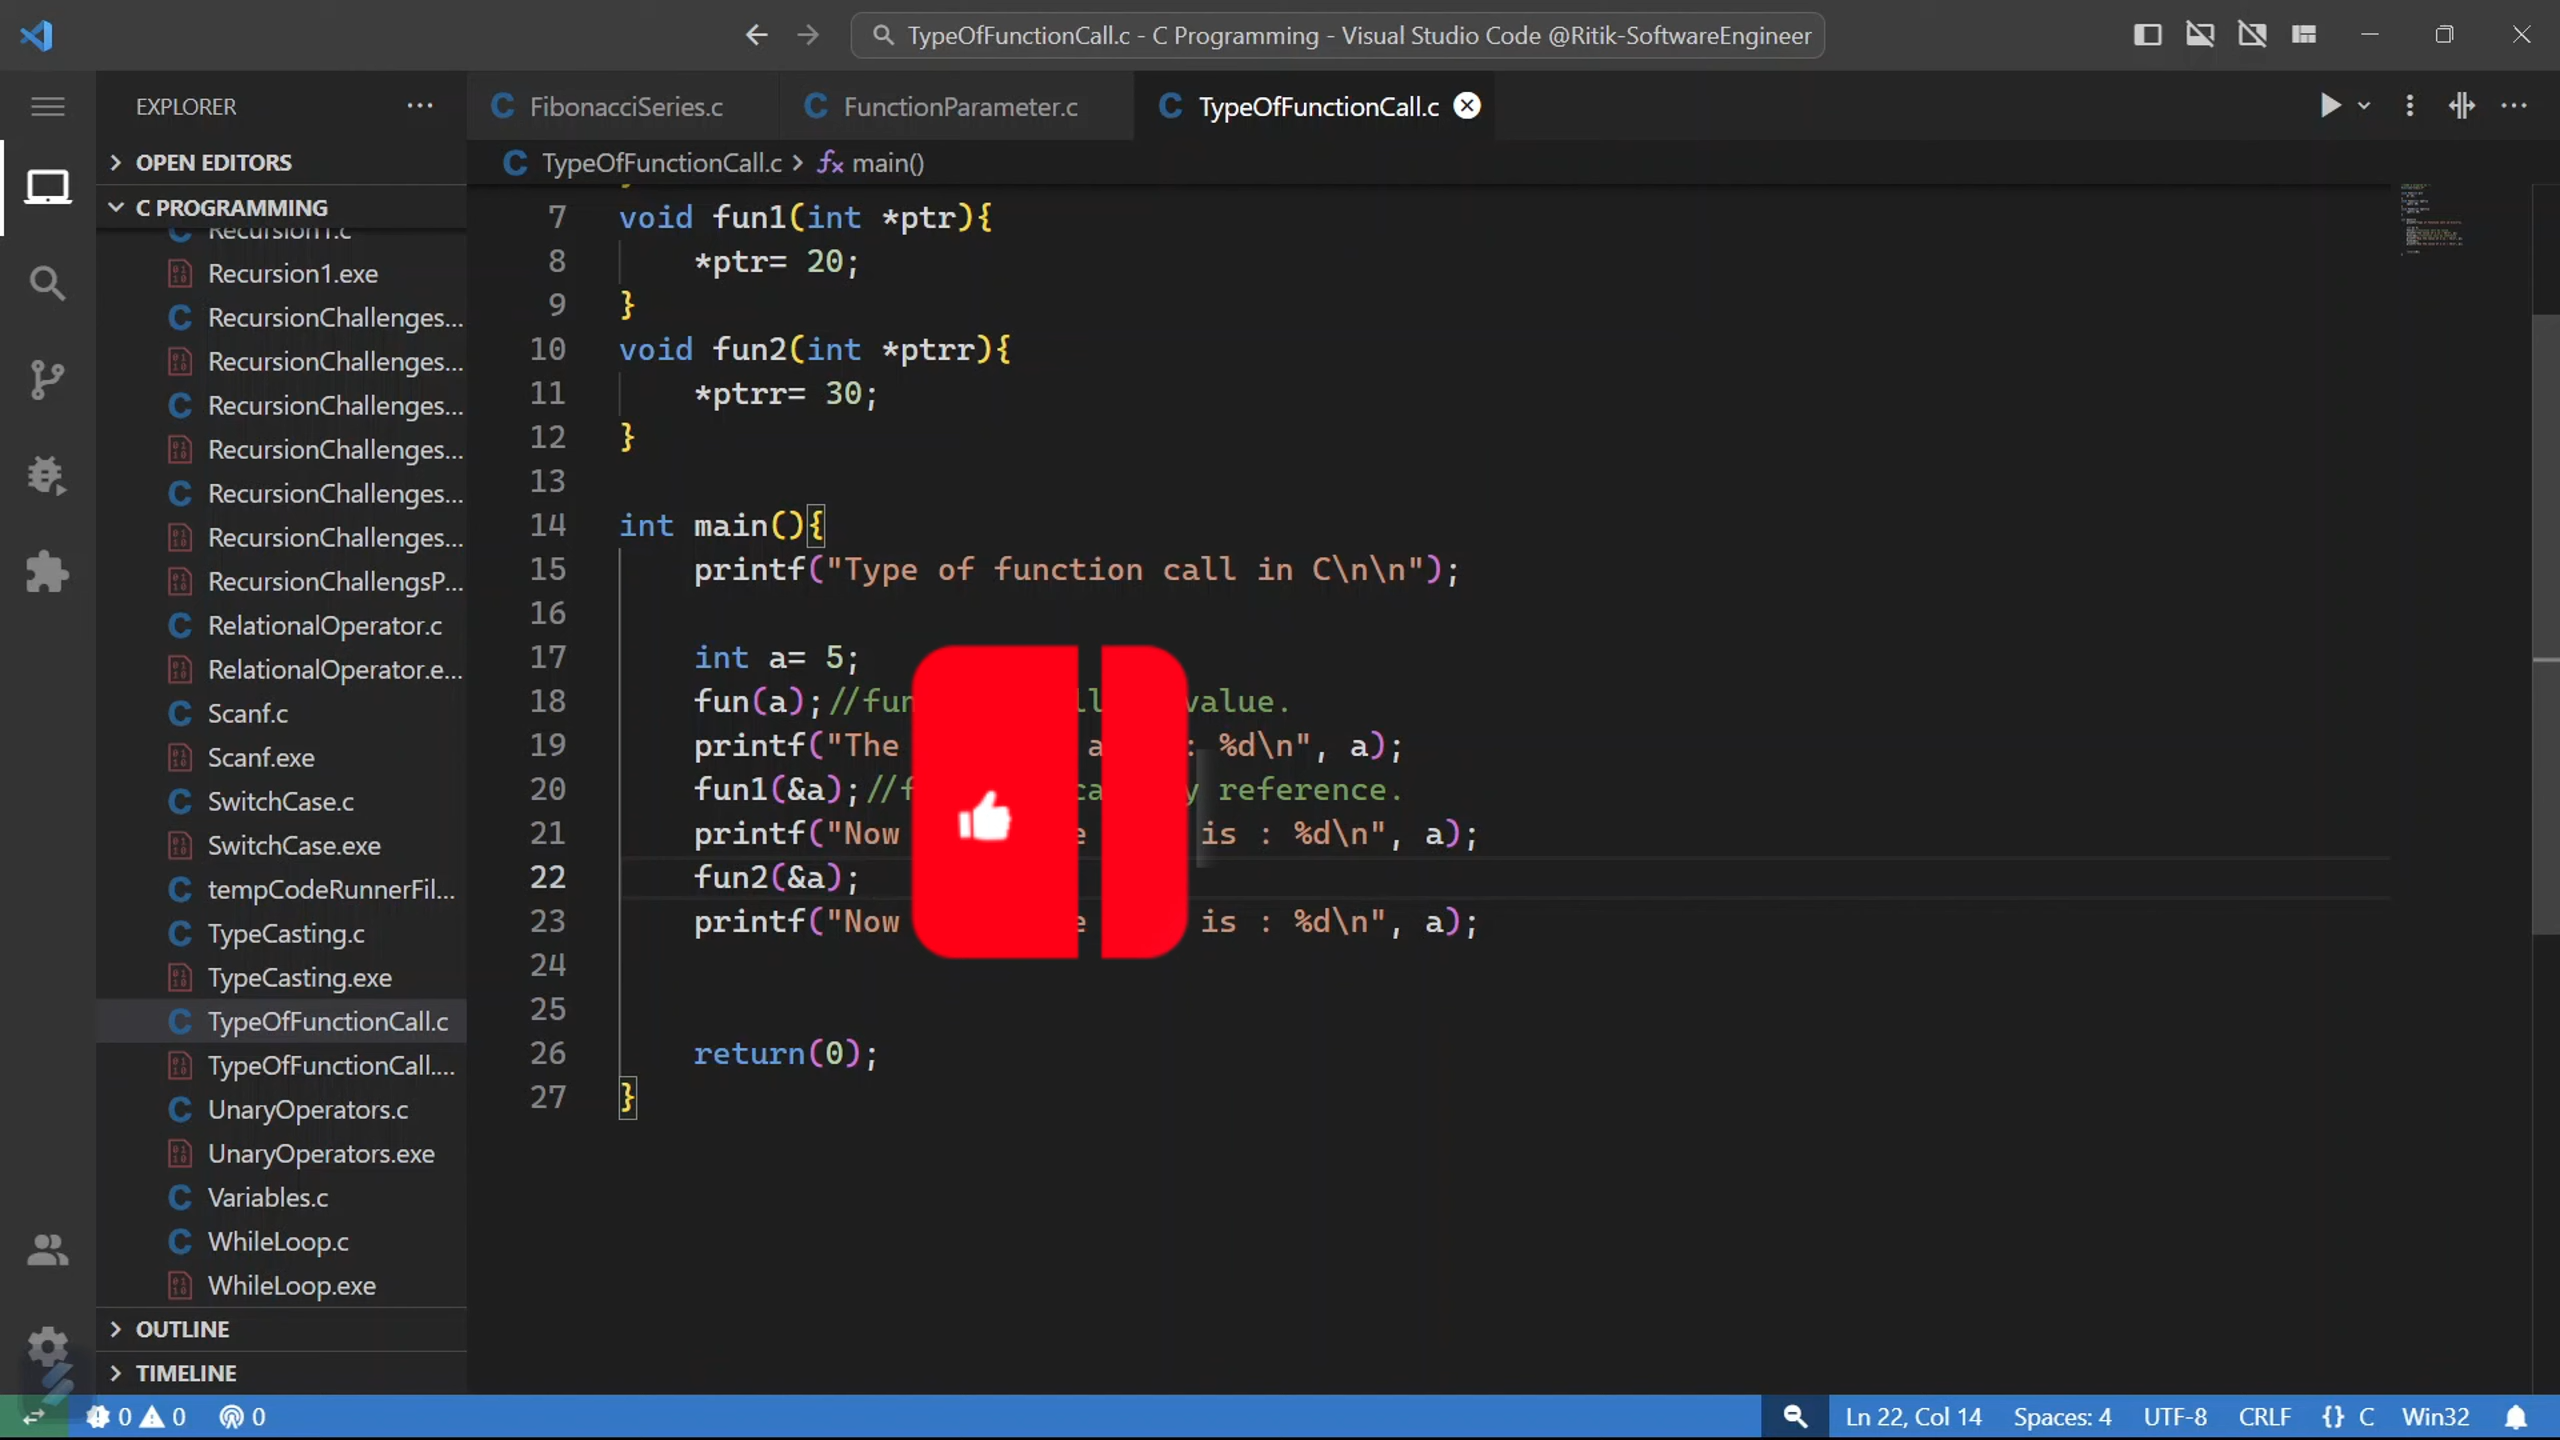 TypeOfFunctionCall.c - C Programming - Visual Studio Code @Ritik-SoftwareEngineer
EXPLORER
OPEN EDITORS
C PROGRAMMING
Recursion1.c
Recursion1.exe
RecursionChallenges...
RecursionChallenges...
RecursionChallenges...
RecursionChallenges...
RecursionChallenges...
RecursionChallenges...
RecursionChallengsP...
RelationalOperator.c
RelationalOperator.e...
Scanf.c
Scanf.exe
SwitchCase.c
SwitchCase.exe
tempCodeRunnerFil...
TypeCasting.c
TypeCasting.exe
TypeOfFunctionCall.c
TypeOfFunctionCall....
UnaryOperators.c
UnaryOperators.exe
Variables.c
WhileLoop.c
WhileLoop.exe
OUTLINE
TIMELINE
FibonacciSeries.c
FunctionParameter.c
TypeOfFunctionCall.c
TypeOfFunctionCall.c > main()
7 void fun1(int *ptr){
8 *ptr= 20;
9 }
10 void fun2(int *ptrr){
11 *ptrr= 30;
12 }
13
14 int main(){
15 printf("Type of function call in C\n\n");
16
17 int a= 5;
18 fun(a);// value.
19 printf("The a : %d\n", a);
20 fun1(&a);// reference.
21 printf("Now is : %d\n", a);
22 fun2(&a);
23 printf("Now is : %d\n", a);
24
25
26 return(0);
27 }
0 0 0
Ln 22, Col 14 Spaces: 4 UTF-8 CRLF {} C Win32